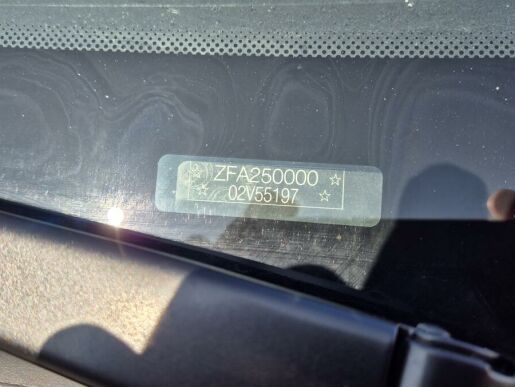 ☆ ZFA250000 ☆
☆ 02V55197 ☆